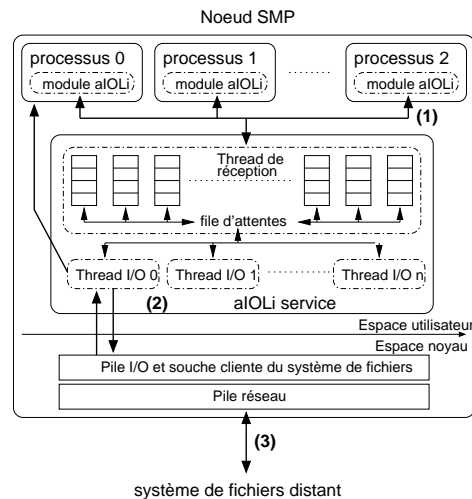 Noeud SMP
processus 0
processus 1
processus 2
module aIOLi
module aIOLi
module aIOLi
(1)
Thread de
réception
file d'attentes
Thread I/O 0
Thread I/O 1
Thread I/O n
(2)
aIOLi service
Espace utilisateur
Espace noyau
Pile I/O et souche cliente du système de fichiers
Pile réseau
(3)
système de fichiers distant